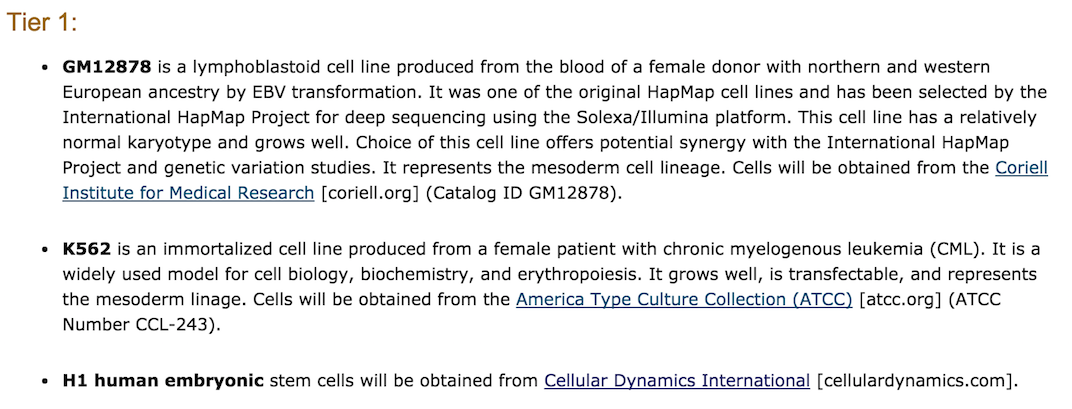 Tier 1:
• GM12878 is a lymphoblastoid cell line produced from the blood of a female donor with northern and western
European ancestry by EBV transformation. It was one of the original HapMap cell lines and has been selected by the
International HapMap Project for deep sequencing using the Solexa/Illumina platform. This cell line has a relatively
normal karyotype and grows well. Choice of this cell line offers potential synergy with the International HapMap
Project and genetic variation studies. It represents the mesoderm cell lineage. Cells will be obtained from the Coriell
Institute for Medical Research [coriell.org] (Catalog ID GM12878).
• K562 is an immortalized cell line produced from a female patient with chronic myelogenous leukemia (CML). It is a
widely used model for cell biology, biochemistry, and erythropoiesis. It grows well, is transfectable, and represents
the mesoderm linage. Cells will be obtained from the America Type Culture Collection (ATCC) [atcc.org] (ATCC
Number CCL-243).
• H1 human embryonic stem cells will be obtained from Cellular Dynamics International [cellulardynamics.com].